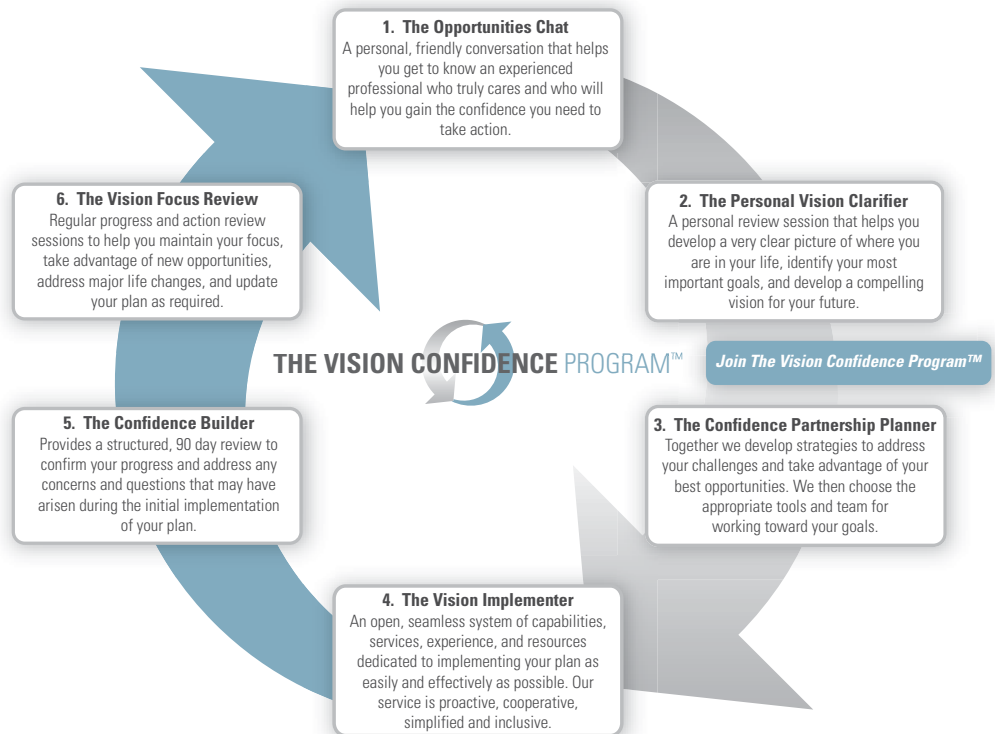 1. The Opportunities Chat
A personal, friendly conversation that helps
you get to know an experienced
professional who truly cares and who will
help you gain the confidence you need to
take action.
2. The Personal Vision Clarifier
A personal review session that helps you
develop a very clear picture of where you
are in your life, identify your most
important goals, and develop a compelling
vision for your future.
THE VISION CONFIDENCE PROGRAM™
Join The Vision Confidence Program™
3. The Confidence Partnership Planner
Together we develop strategies to address
your challenges and take advantage of your
best opportunities. We then choose the
appropriate tools and team for
working toward your goals.
4. The Vision Implementer
An open, seamless system of capabilities,
services, experience, and resources
dedicated to implementing your plan as
easily and effectively as possible. Our
service is proactive, cooperative,
simplified and inclusive.
5. The Confidence Builder
Provides a structured, 90 day review to
confirm your progress and address any
concerns and questions that may have
arisen during the initial implementation
of your plan.
6. The Vision Focus Review
Regular progress and action review
sessions to help you maintain your focus,
take advantage of new opportunities,
address major life changes, and update
your plan as required.